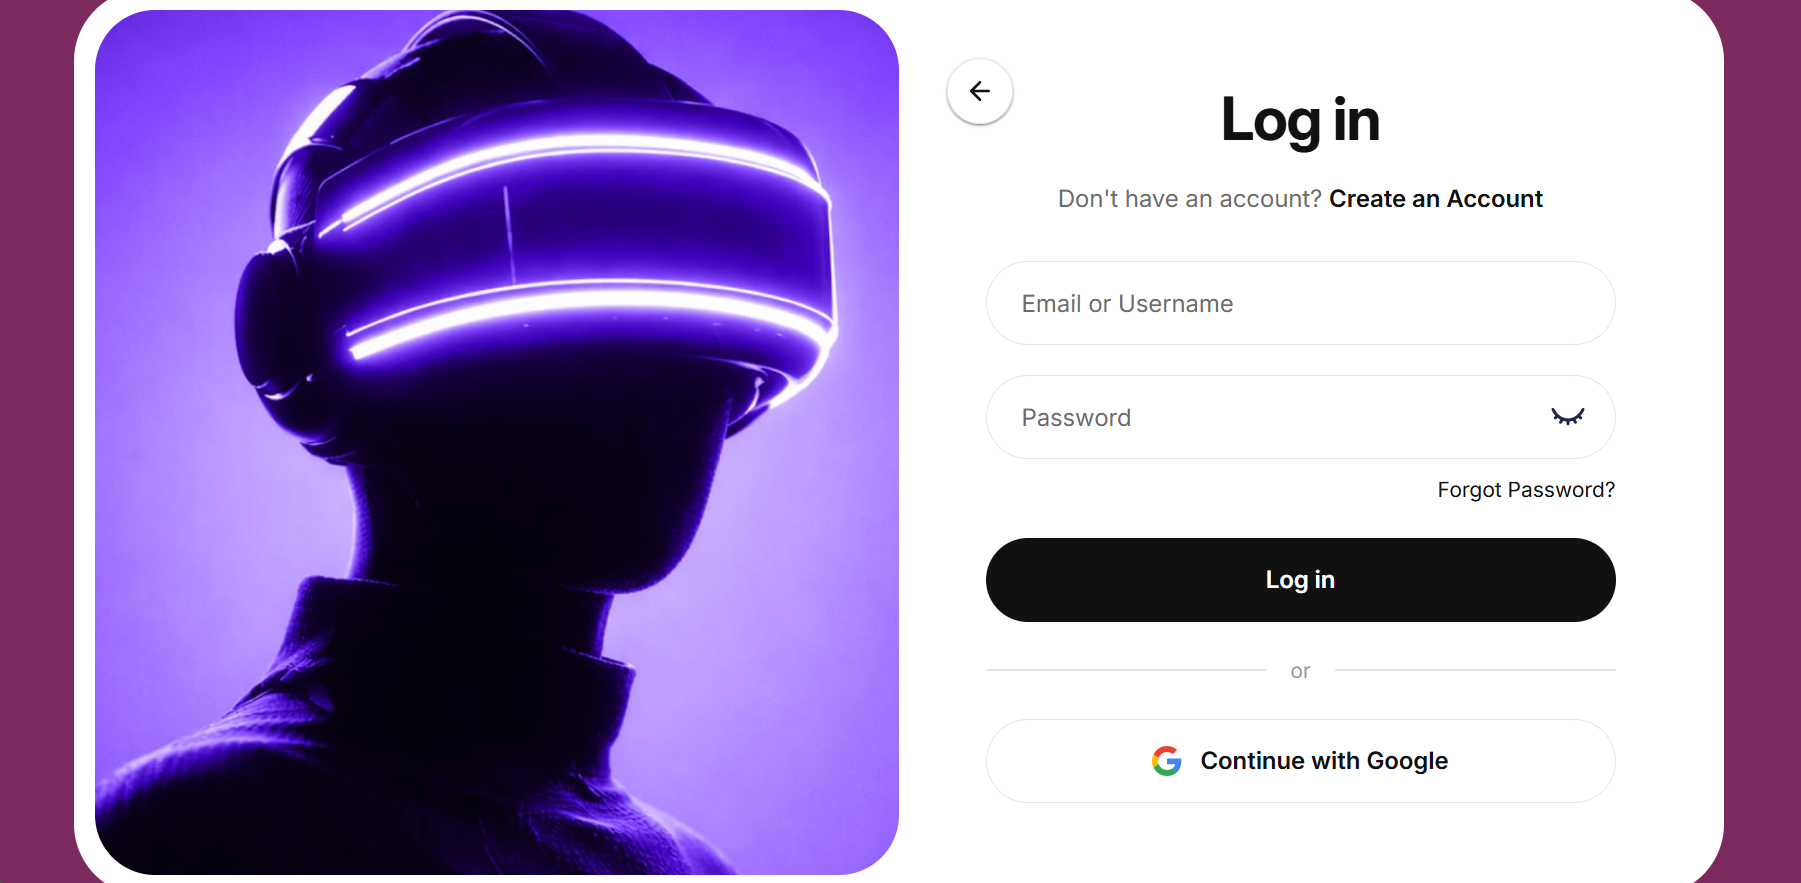 Log in
Don't have an account? Create an Account
Email or Username
Password
Forgot Password?
Log in
or
Continue with Google